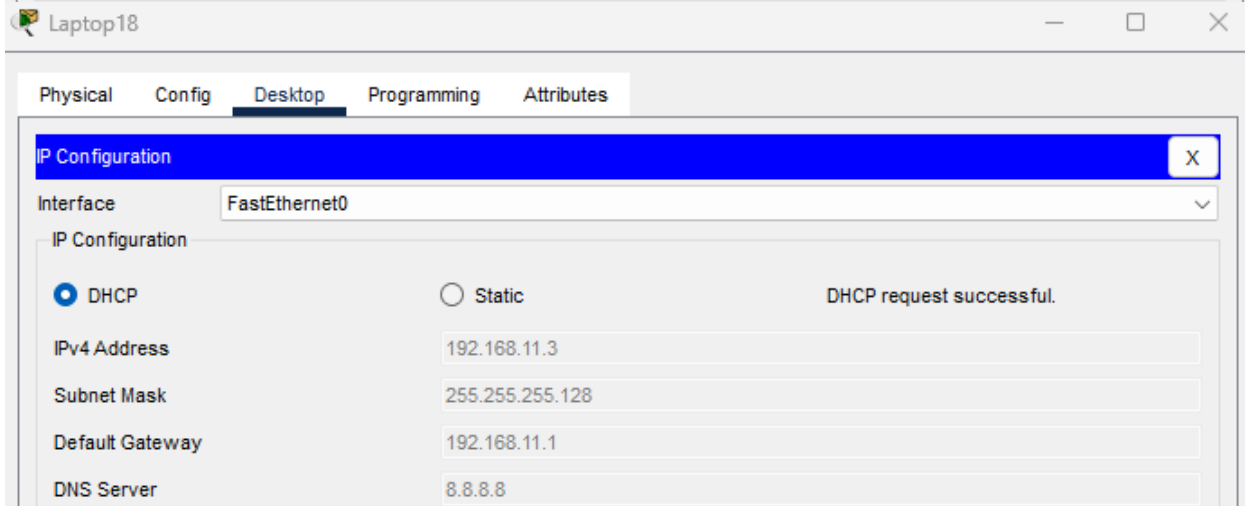 Laptop18
Physical Config Desktop Programming Attributes
IP Configuration X
Interface FastEthernet0
IP Configuration
DHCP Static DHCP request successful.
IPv4 Address 192.168.11.3
Subnet Mask 255.255.255.128
Default Gateway 192.168.11.1
DNS Server 8.8.8.8